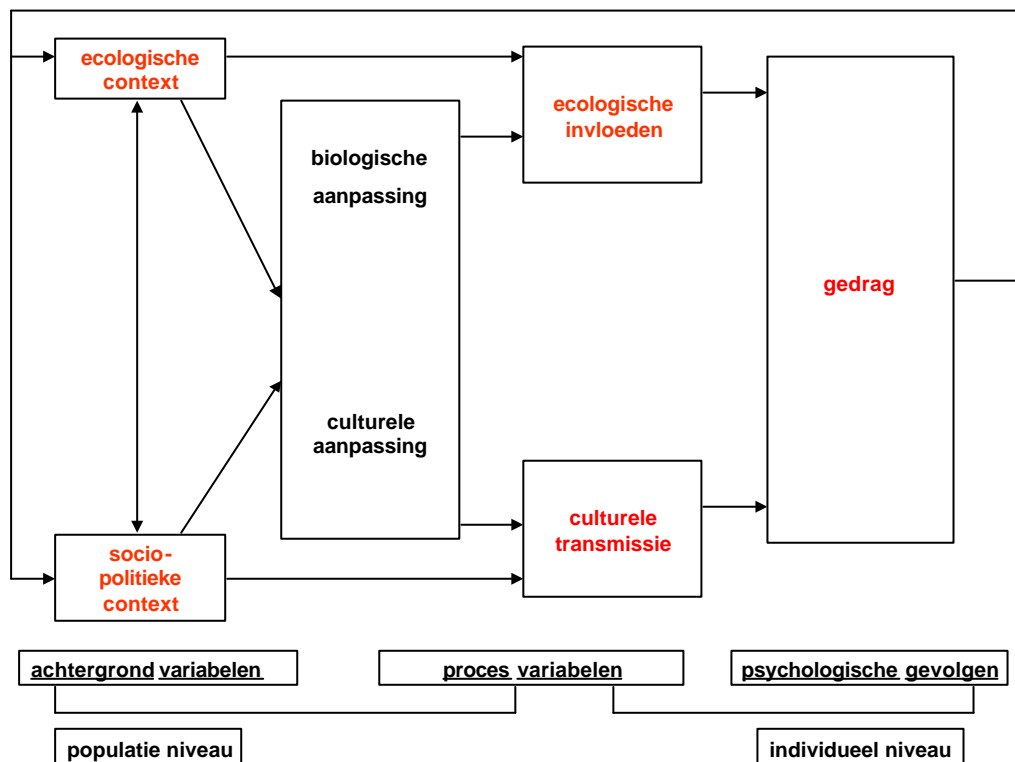 ecologische
context
ecologische
invloeden
biologische
aanpassing
gedrag
culturele
aanpassing
culturele
transmissie
socio-
politieke
context
achtergrond variabelen
proces variabelen
psychologische gevolgen
populatie niveau
individueel niveau